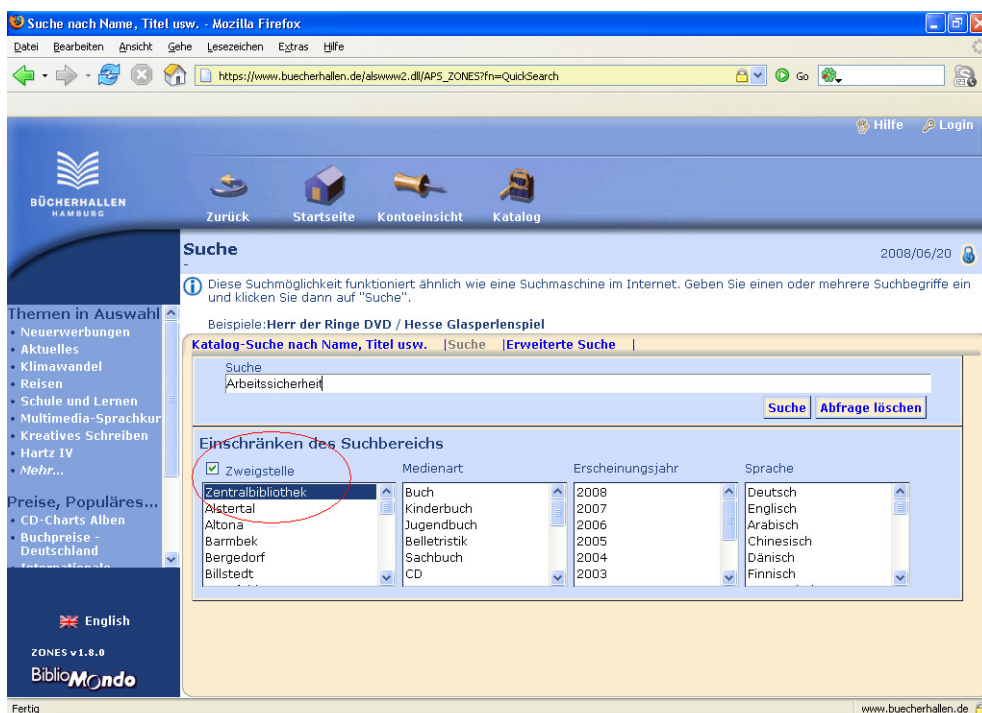 Suche nach Name, Titel usw. - Mozilla Firefox
Datei Bearbeiten Ansicht Gehe Lesezeichen Extras Hilfe
https://www.buecherhallen.de/alswww2.dll/APS_ZONES?fn=QuickSearch
Go
123
Hilfe Login
BÜCHERHALLEN
HAMBURG
Zurück Startseite Kontoeinsicht Katalog
Suche
-
2008/06/20
Diese Suchmöglichkeit funktioniert ähnlich wie eine Suchmaschine im Internet. Geben Sie einen oder mehrere Suchbegriffe ein
und klicken Sie dann auf "Suche".
Beispiele:Herr der Ringe DVD / Hesse Glasperlenspiel
Katalog-Suche nach Name, Titel usw. |Suche |Erweiterte Suche |
Suche
Arbeitssicherheit
Suche Abfrage löschen
Einschränken des Suchbereichs
Zweigstelle Medienart Erscheinungsjahr Sprache
Zentralbibliothek Buch 2008 Deutsch
Alstertal Kinderbuch 2007 Englisch
Altona Jugendbuch 2006 Arabisch
Barmbek Belletristik 2005 Chinesisch
Bergedorf Sachbuch 2004 Dänisch
Billstedt CD 2003 Finnisch
Themen in Auswahl
• Neuerwerbungen
• Aktuelles
• Klimawandel
• Reisen
• Schule und Lernen
• Multimedia-Sprachkur
• Kreatives Schreiben
• Hartz IV
• Mehr...
Preise, Populäres...
• CD-Charts Alben
• Buchpreise -
Deutschland
English
ZONES v1.8.0
BiblioMondo
Fertig
www.buecherhallen.de